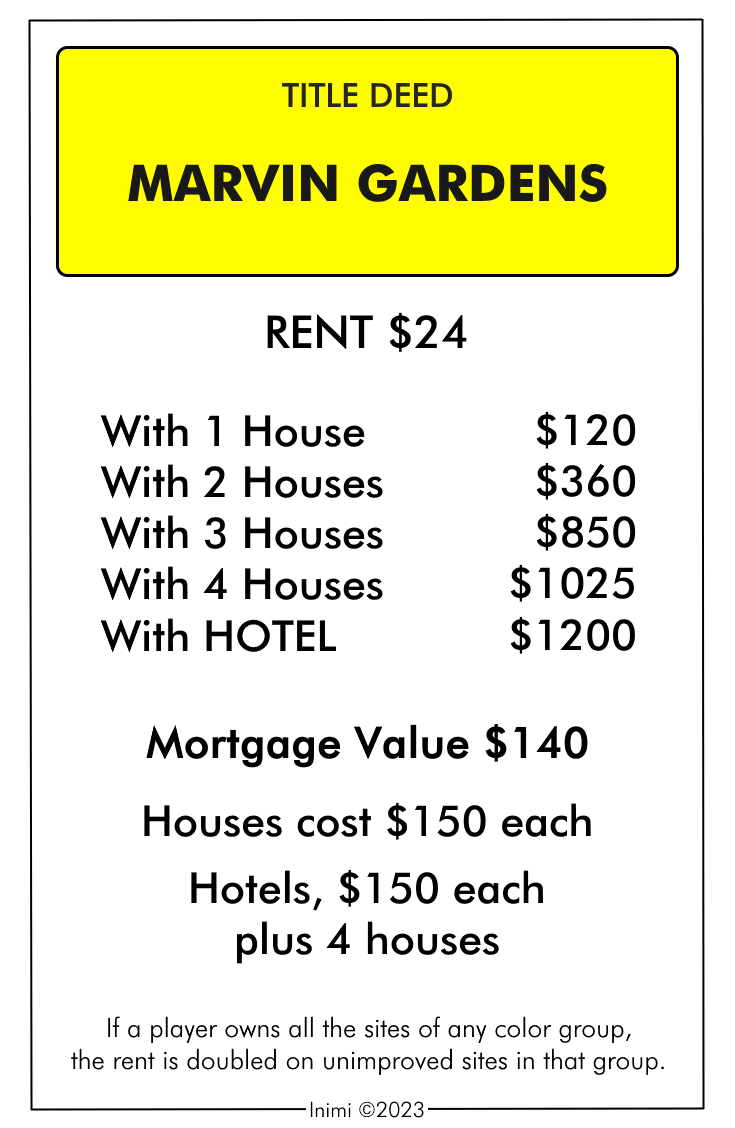 TITLE DEED
MARVIN GARDENS
RENT $24
With 1 House $120
With 2 Houses $360
With 3 Houses $850
With 4 Houses $1025
With HOTEL $1200
Mortgage Value $140
Houses cost $150 each
Hotels, $150 each
plus 4 houses
If a player owns all the sites of any color group,
the rent is doubled on unimproved sites in that group.
Inimi ©2023